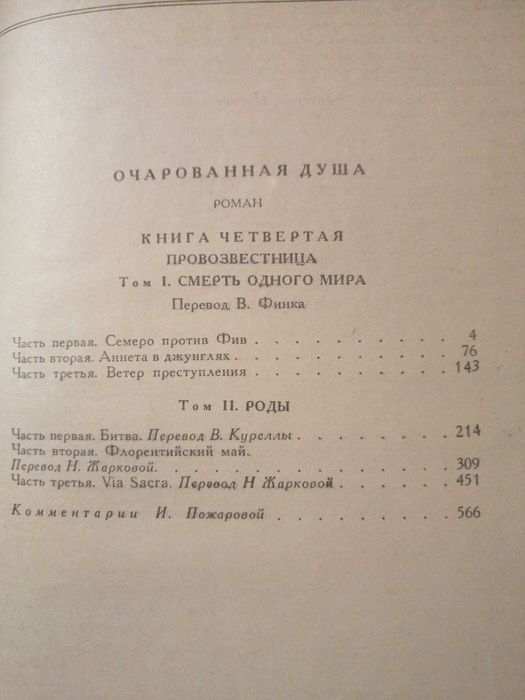 ОЧАРОВАННАЯ ДУША
РОМАН
КНИГА ЧЕТВЕРТАЯ
ПРОВОЗВЕСТНИЦА
Том I. СМЕРТЬ ОДНОГО МИРА
Перевод В. Финка
Часть первая. Семеро против Фив . . . . . . . . . 4
Часть вторая. Аннета в джунглях . . . . . . . . . 76
Часть третья. Ветер преступления . . . . . . . . . 143
Том II. РОДЫ
Часть первая. Битва. Перевод В. Куреллы . . . . . . . 214
Часть вторая. Флорентийский май.
Перевод Н. Жарковой. . . . . . . . . . . . . 309
Часть третья. Via Sacra. Перевод Н Жарковой . . . . . 451
Комментарии И. Пожаровой . . . . . . . . 566